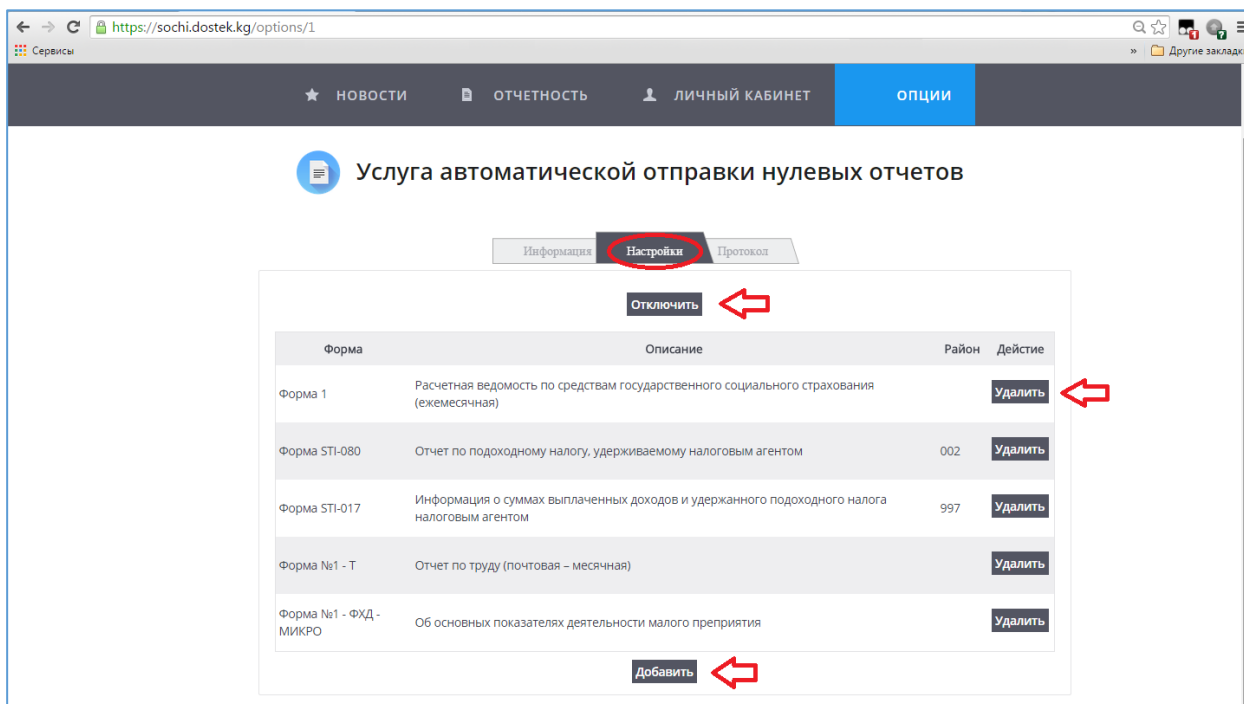 https://sochi.dostek.kg/options/1
Сервисы
» Другие закладк
НОВОСТИ ОТЧЕТНОСТЬ ЛИЧНЫЙ КАБИНЕТ ОПЦИИ
Услуга автоматической отправки нулевых отчетов
Информация Настройки Протокол
Отключить
Форма Описание Район Дейстие
Форма 1 Расчетная ведомость по средствам государственного социального страхования Удалить
(ежемесячная)
Форма STI-080 Отчет по подоходному налогу, удерживаемому налоговым агентом 002 Удалить
Форма STI-017 Информация о суммах выплаченных доходов и удержанного подоходного налога 997 Удалить
налоговым агентом
Форма №1 - Т Отчет по труду (почтовая – месячная) Удалить
Форма №1 - ФХД - Об основных показателях деятельности малого преприятия Удалить
МИКРО
Добавить